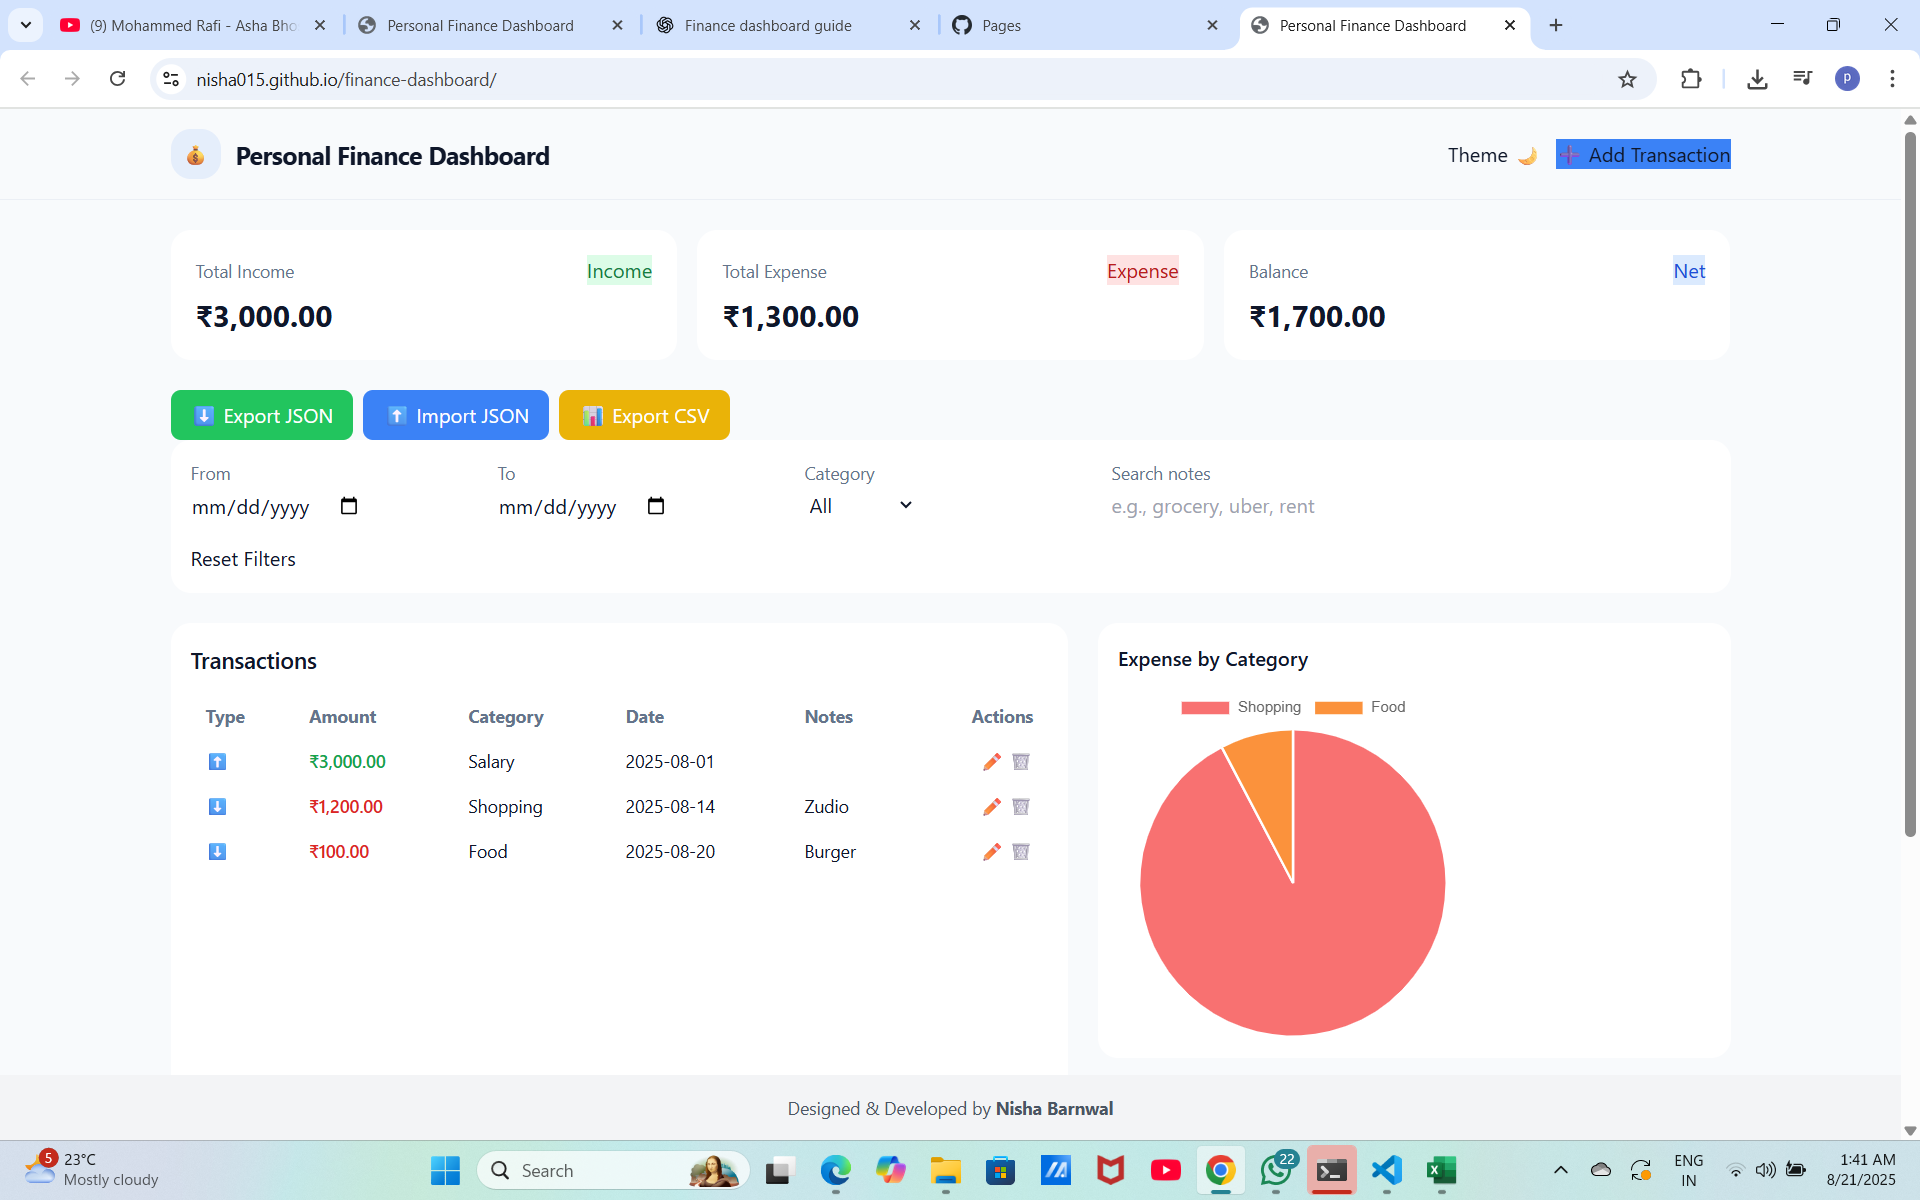 (9) Mohammed Rafi - Asha Bho
Personal Finance Dashboard
Finance dashboard guide
Pages
Personal Finance Dashboard
nisha015.github.io/finance-dashboard/
P
Personal Finance Dashboard
Theme
Add Transaction
Total Income
Income
₹3,000.00
Total Expense
Expense
₹1,300.00
Balance
Net
₹1,700.00
Export JSON
Import JSON
Export CSV
From
mm/dd/yyyy
To
mm/dd/yyyy
Category
All
Search notes
e.g., grocery, uber, rent
Reset Filters
Transactions
Type Amount Category Date Notes Actions
₹3,000.00 Salary 2025-08-01
₹1,200.00 Shopping 2025-08-14 Zudio
₹100.00 Food 2025-08-20 Burger
Expense by Category
Shopping Food
Designed & Developed by Nisha Barnwal
5
23°C
Mostly cloudy
Search
22
ENG
IN
1:41 AM
8/21/2025